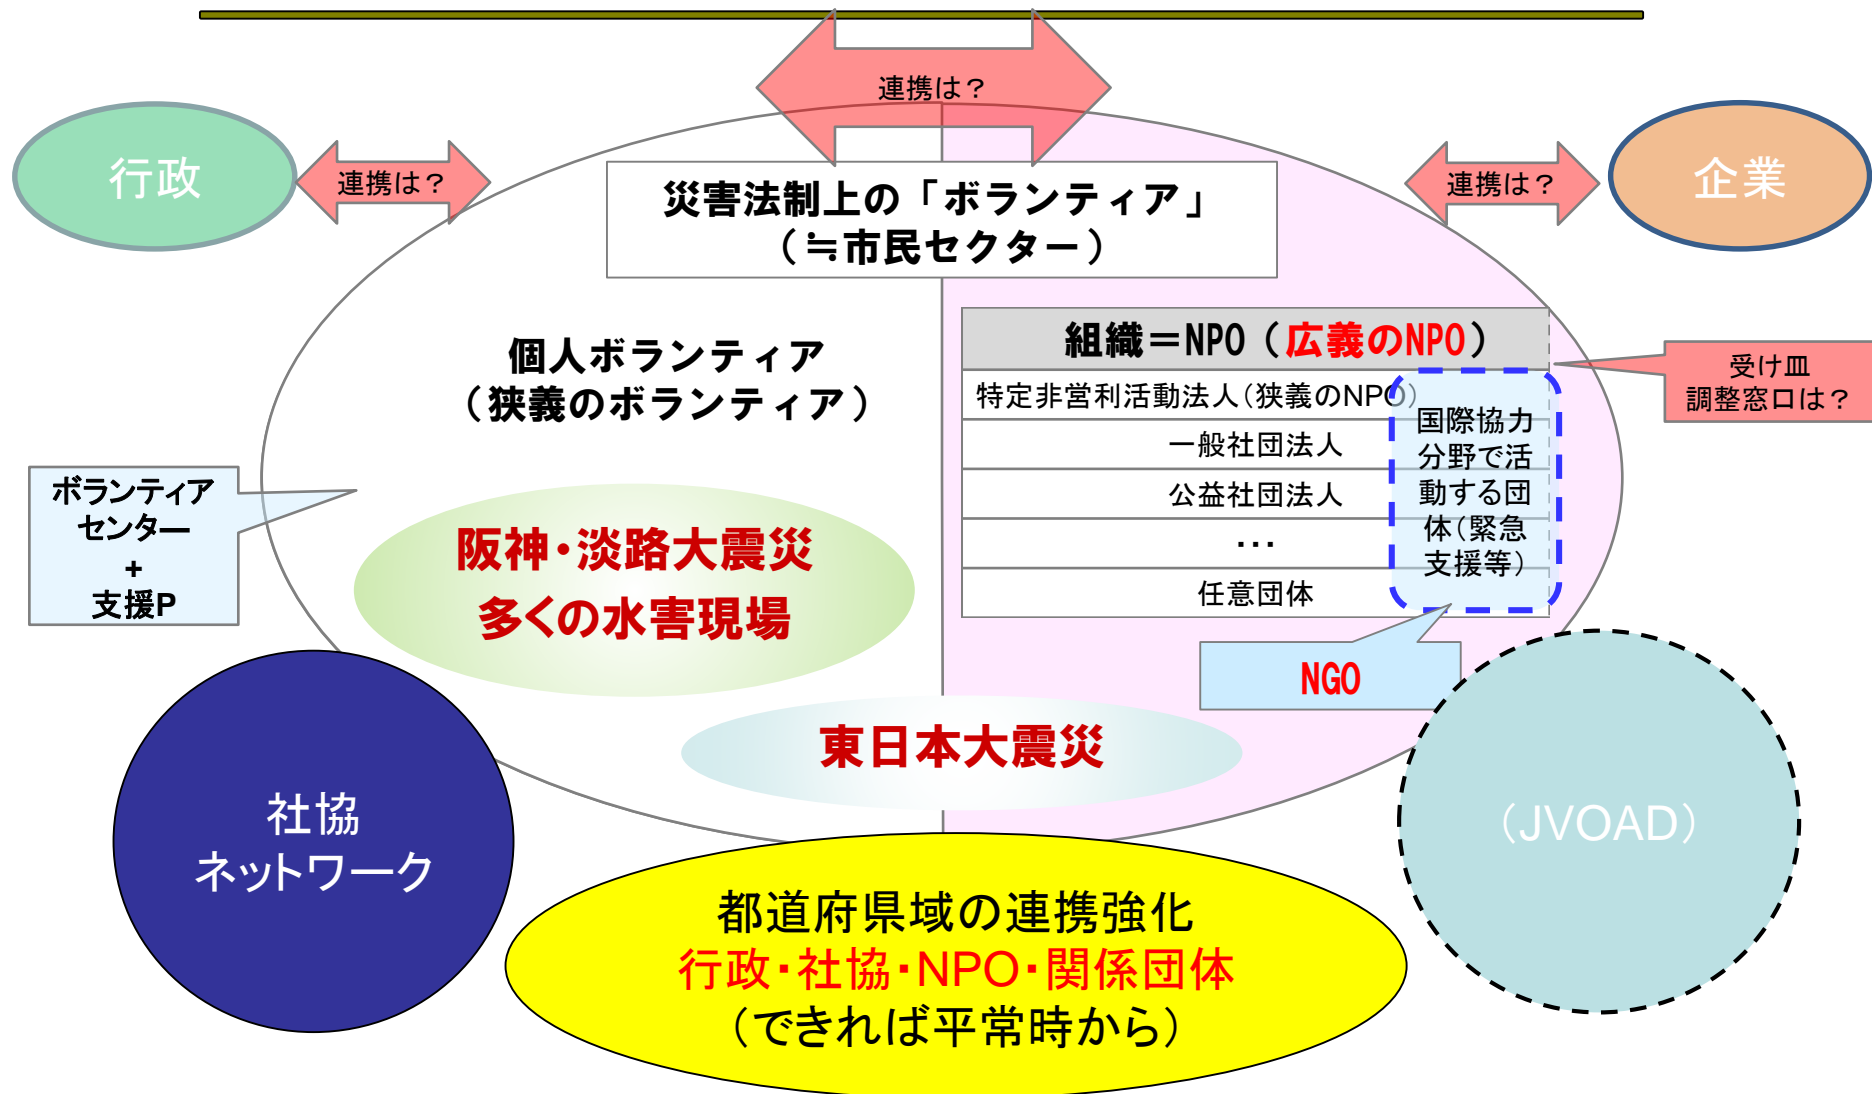 連携は？
行政
連携は？
連携は？
企業
災害法制上の「ボランティア」
（≒市民セクター）
個人ボランティア
（狭義のボランティア）
組織＝NPO（広義のNPO）
特定非営利活動法人（狭義のNPO）
一般社団法人
公益社団法人
・・・
任意団体
国際協力
分野で活
動する団
体（緊急
支援等）
受け皿
調整窓口は？
ボランティア
センター
+
支援P
阪神・淡路大震災
多くの水害現場
NGO
東日本大震災
社協
ネットワーク
（JVOAD）
都道府県域の連携強化
行政・社協・NPO・関係団体
（できれば平常時から）